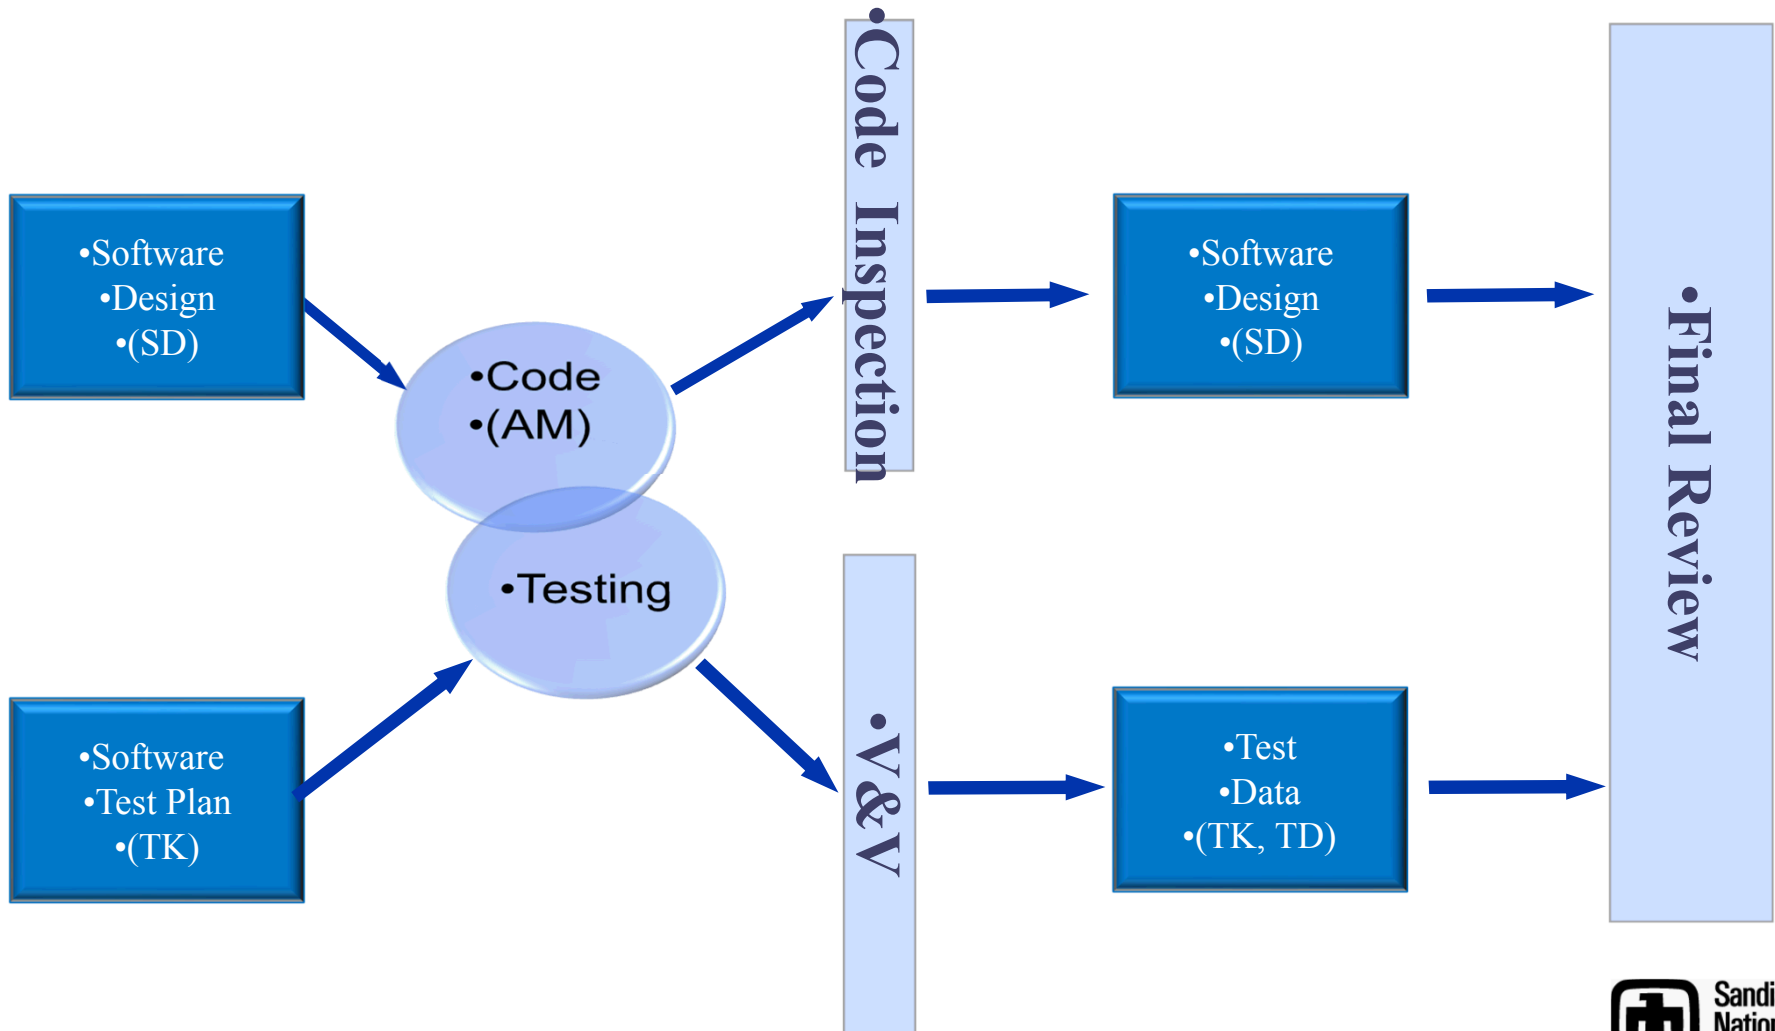 •Software
•Design
•(SD)
•Code
•(AM)
•Code Inspection
•Software
•Design
•(SD)
•Final Review
•Testing
•Software
•Test Plan
•(TK)
•V&V
•Test
•Data
•(TK, TD)